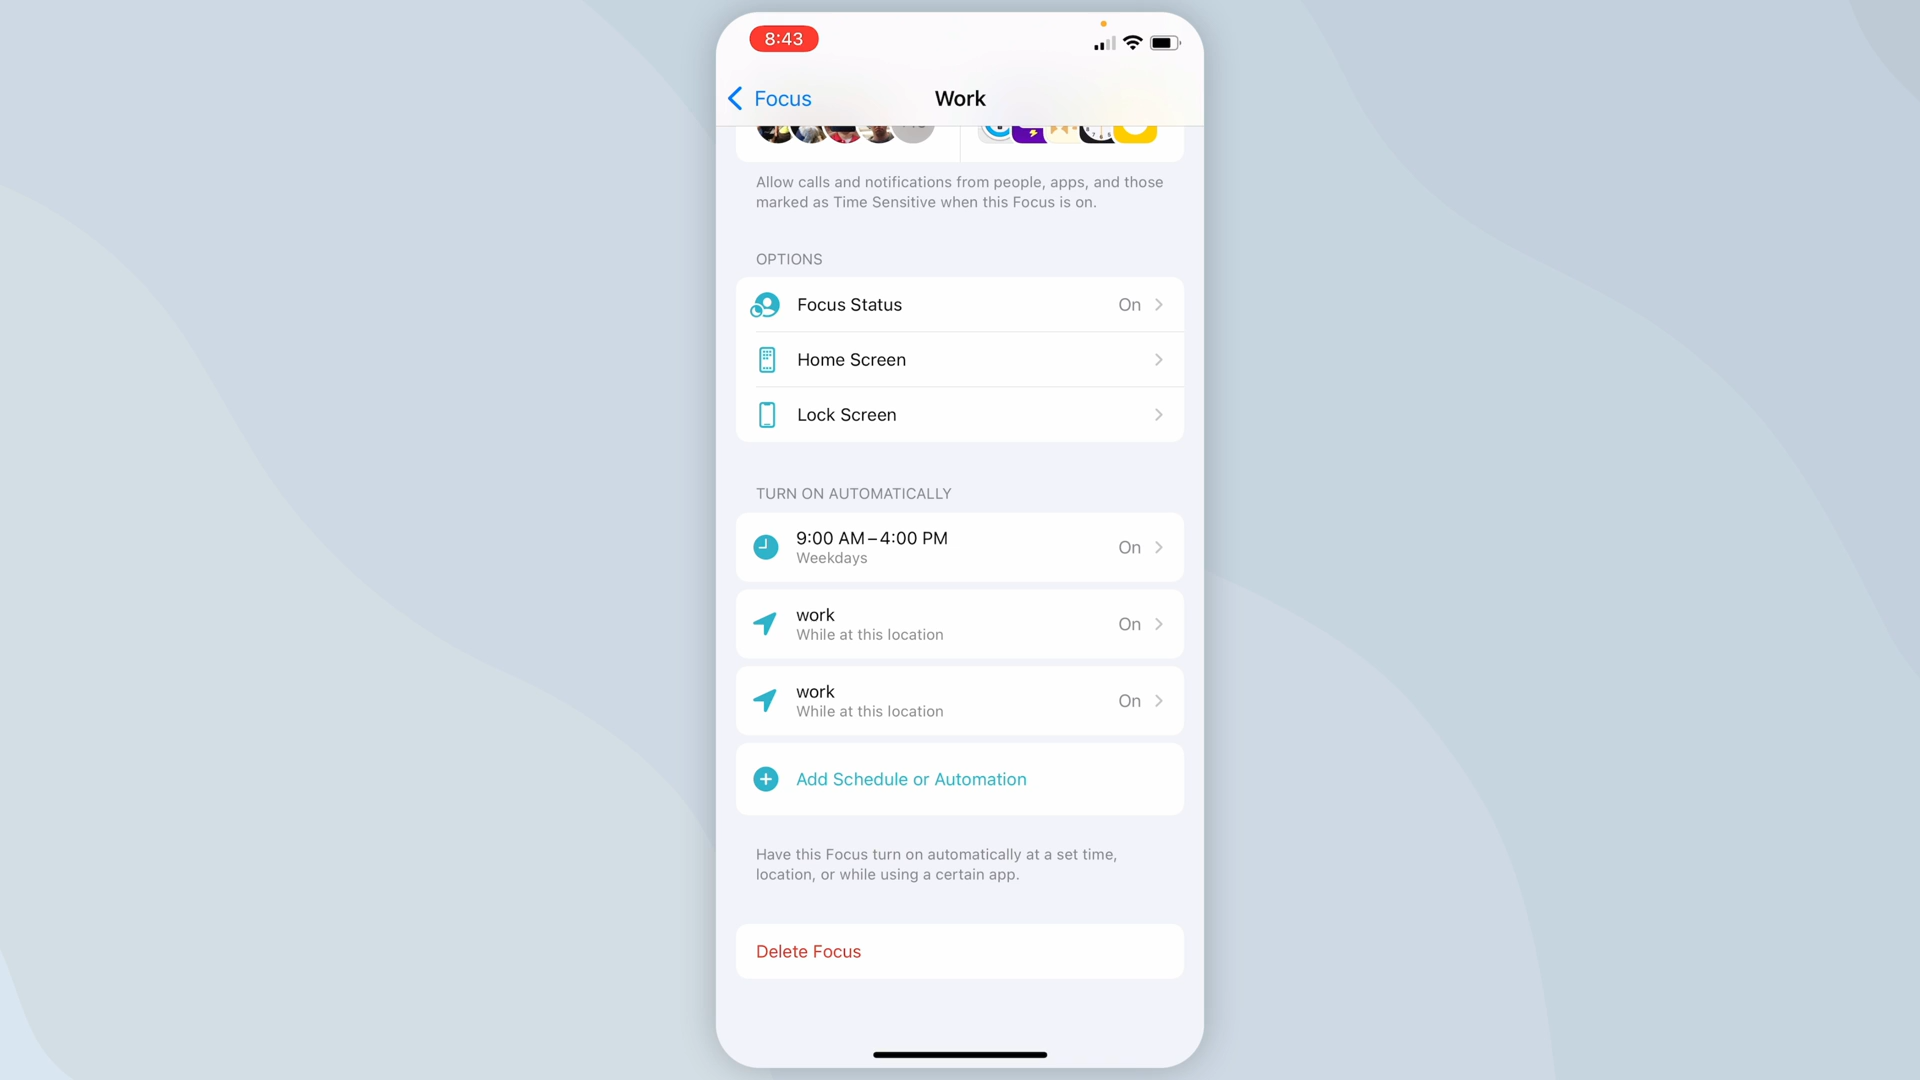 8:43
Focus
Work
Allow calls and notifications from people, apps, and those
marked as Time Sensitive when this Focus is on.
OPTIONS
Focus Status
On
Home Screen
Lock Screen
TURN ON AUTOMATICALLY
9:00 AM – 4:00 PM
On
Weekdays
work
On
While at this location
work
On
While at this location
Add Schedule or Automation
Have this Focus turn on automatically at a set time,
location, or while using a certain app.
Delete Focus